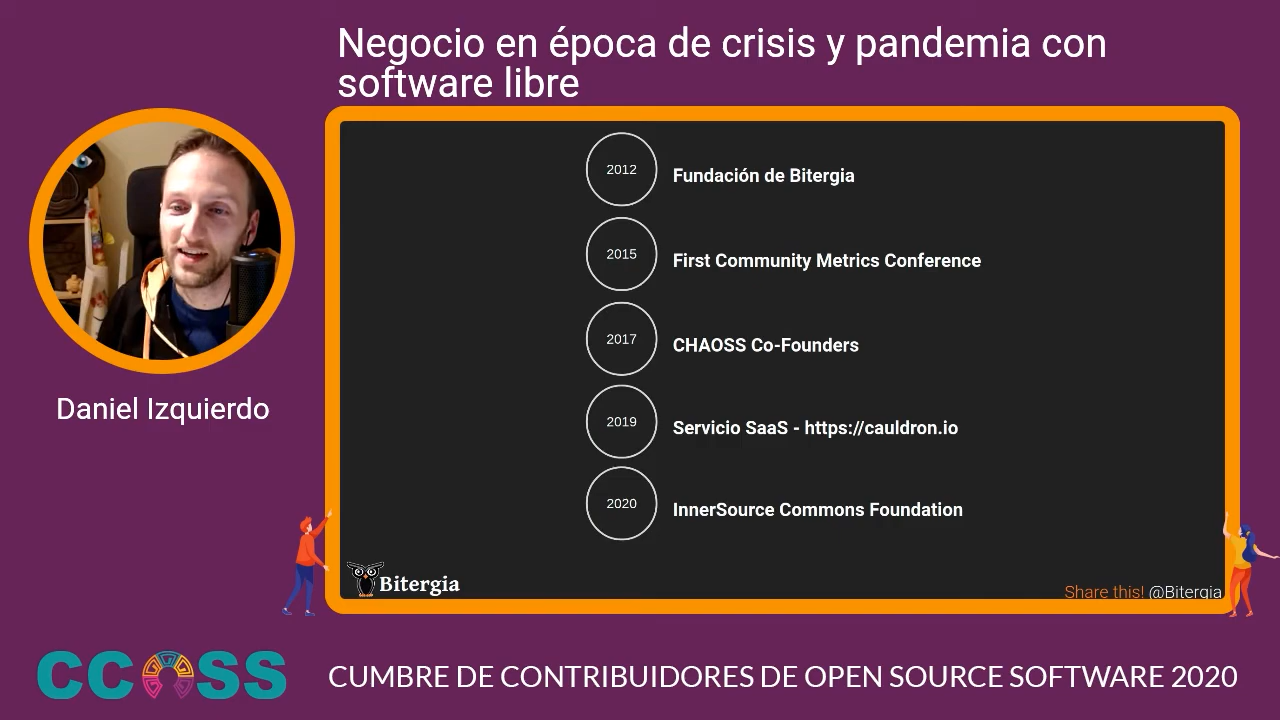 Negocio en época de crisis y pandemia con
software libre
Daniel Izquierdo
2012 Fundación de Bitergia
2015 First Community Metrics Conference
2017 CHAOSS Co-Founders
2019 Servicio SaaS - https://cauldron.io
2020 InnerSource Commons Foundation
Bitergia
Share this! @Bitergia
CCOSS
CUMBRE DE CONTRIBUIDORES DE OPEN SOURCE SOFTWARE 2020